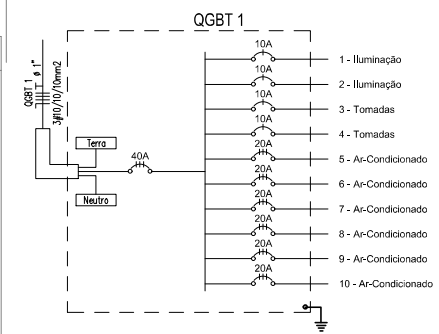 QGBT 1
QGBT 1
ø 1"
3#10/10/10mm2
Terra
Neutro
40A
10A
1 - Iluminação
10A
2 - Iluminação
10A
3 - Tomadas
10A
4 - Tomadas
20A
5 - Ar-Condicionado
20A
6 - Ar-Condicionado
20A
7 - Ar-Condicionado
20A
8 - Ar-Condicionado
20A
9 - Ar-Condicionado
20A
10 - Ar-Condicionado